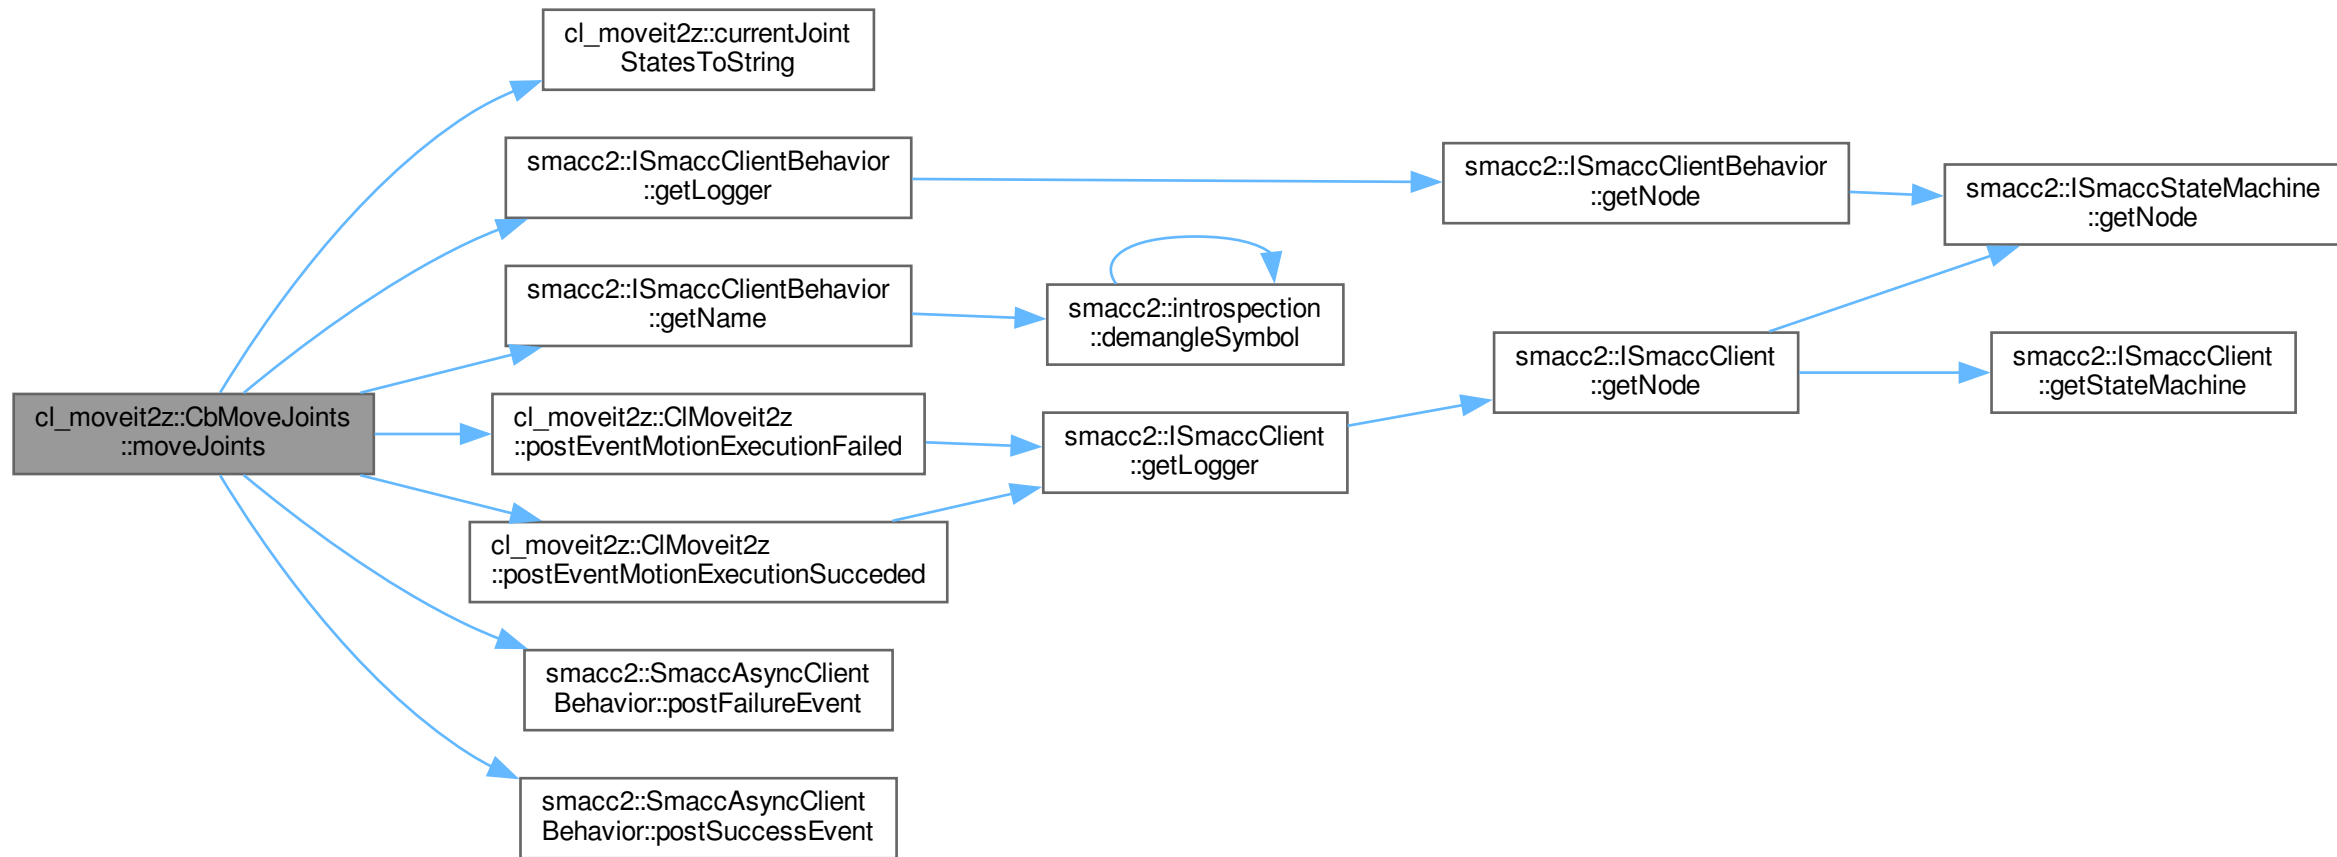 cl_moveit2z::currentJoint
StatesToString
smacc2::ISmaccClientBehavior
::getLogger
smacc2::ISmaccClientBehavior
::getNode
smacc2::ISmaccStateMachine
::getNode
smacc2::ISmaccClientBehavior
::getName
smacc2::introspection
::demangleSymbol
smacc2::ISmaccClient
::getNode
smacc2::ISmaccClient
::getStateMachine
cl_moveit2z::CbMoveJoints
::moveJoints
cl_moveit2z::ClMoveit2z
::postEventMotionExecutionFailed
smacc2::ISmaccClient
::getLogger
cl_moveit2z::ClMoveit2z
::postEventMotionExecutionSucceded
smacc2::SmaccAsyncClient
Behavior::postFailureEvent
smacc2::SmaccAsyncClient
Behavior::postSuccessEvent